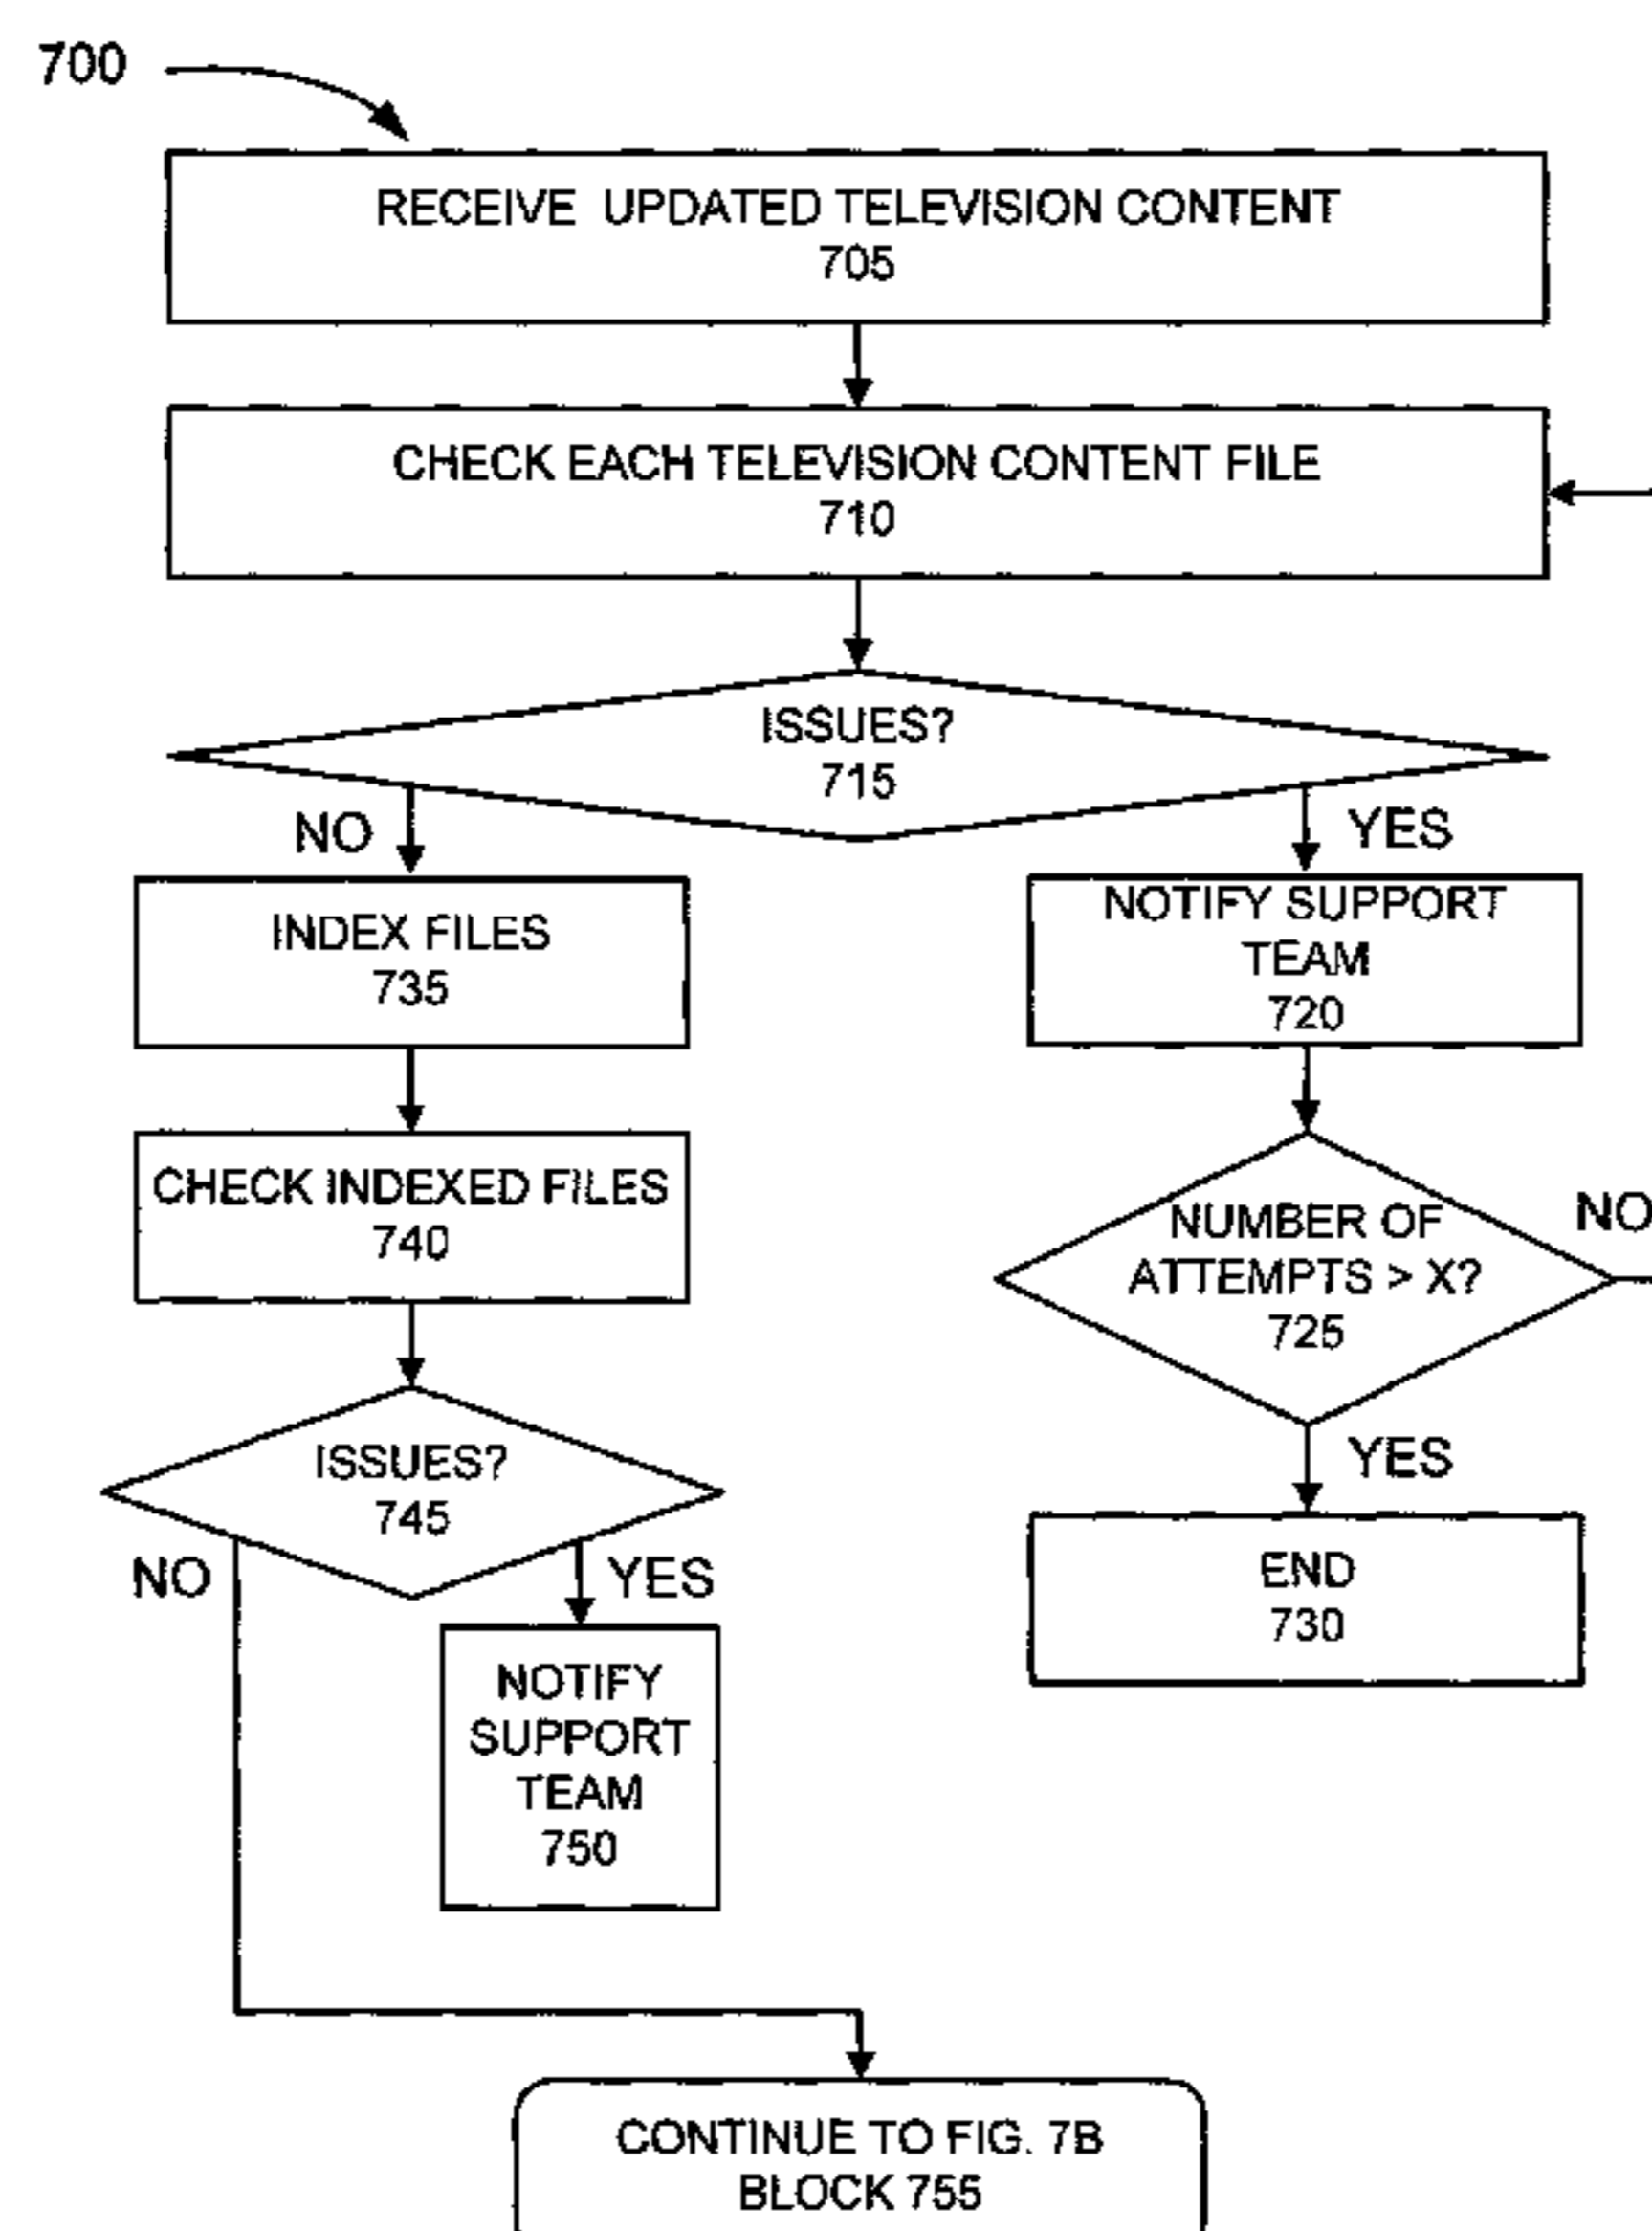 700
RECEIVE UPDATED TELEVISION CONTENT
705
CHECK EACH TELEVISION CONTENT FILE
710
ISSUES?
715
NO
YES
INDEX FILES
735
NOTIFY SUPPORT
TEAM
720
CHECK INDEXED FILES
740
NUMBER OF
ATTEMPTS > X?
725
NO
ISSUES?
745
YES
NO
YES
END
730
NOTIFY
SUPPORT
TEAM
750
CONTINUE TO FIG. 7B
BLOCK 755